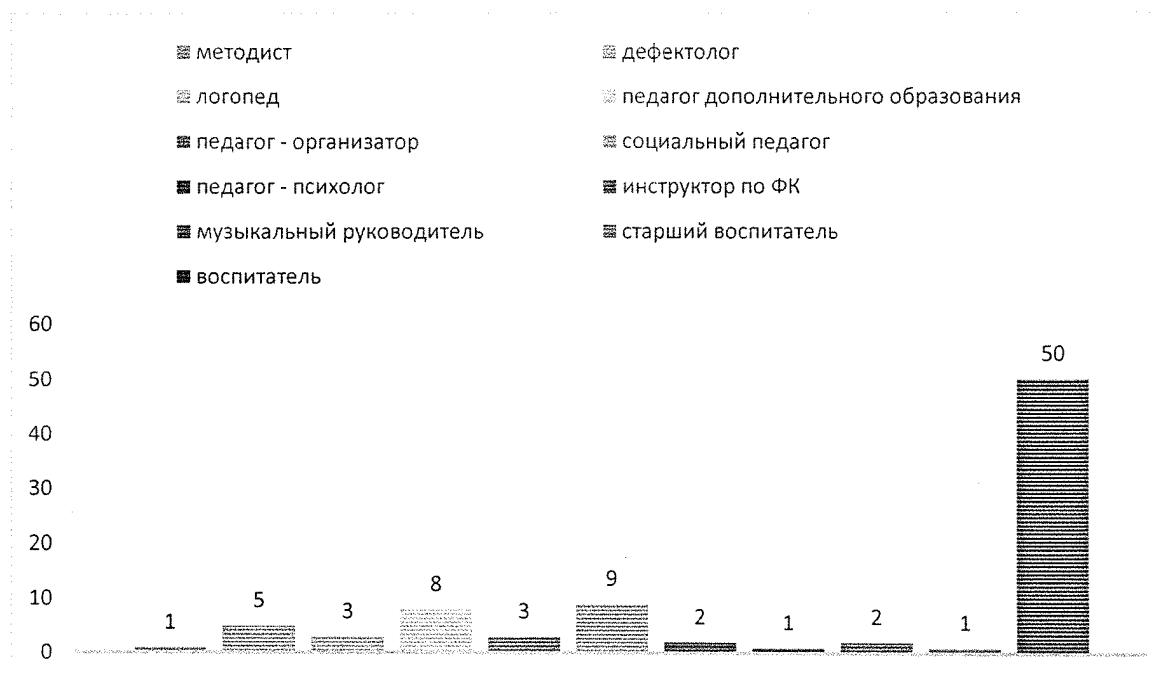 методист
дефектолог
логопед
педагог дополнительного образования
педагог - организатор
социальный педагог
педагог - психолог
инструктор по ФК
музыкальный руководитель
старший воспитатель
воспитатель
60
50
40
30
20
10
0
1
5
3
8
3
9
2
1
2
1
50